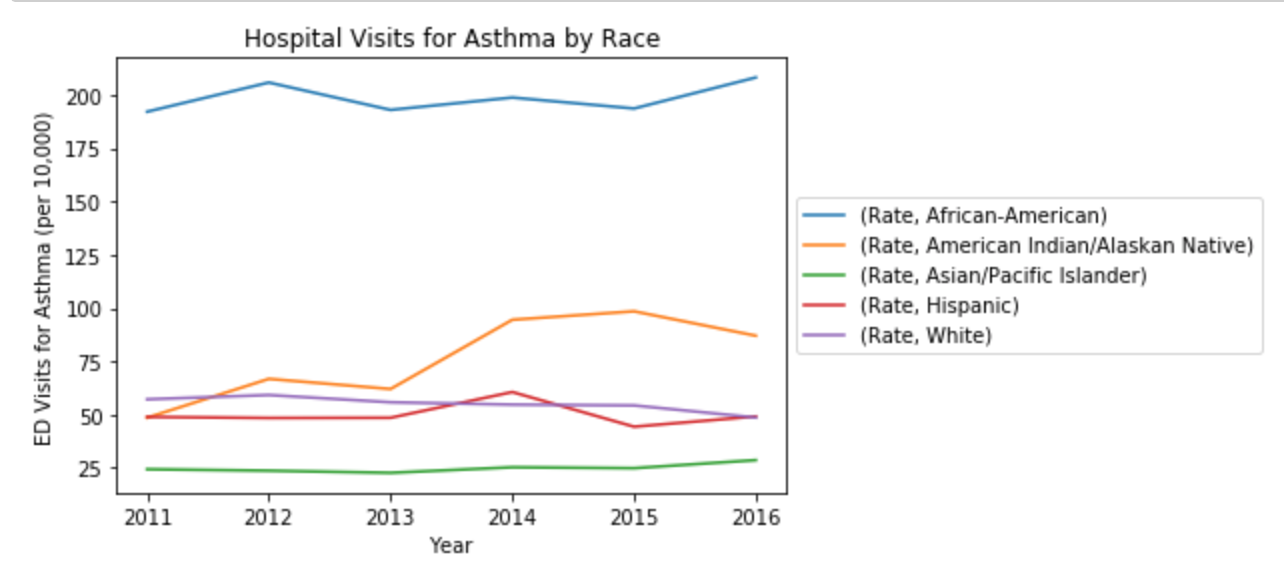 Hospital Visits for Asthma by Race
ED Visits for Asthma (per 10,000)
200
175
150
125
100
75
50
25
2011 2012 2013 2014 2015 2016
Year
(Rate, African-American)
(Rate, American Indian/Alaskan Native)
(Rate, Asian/Pacific Islander)
(Rate, Hispanic)
(Rate, White)